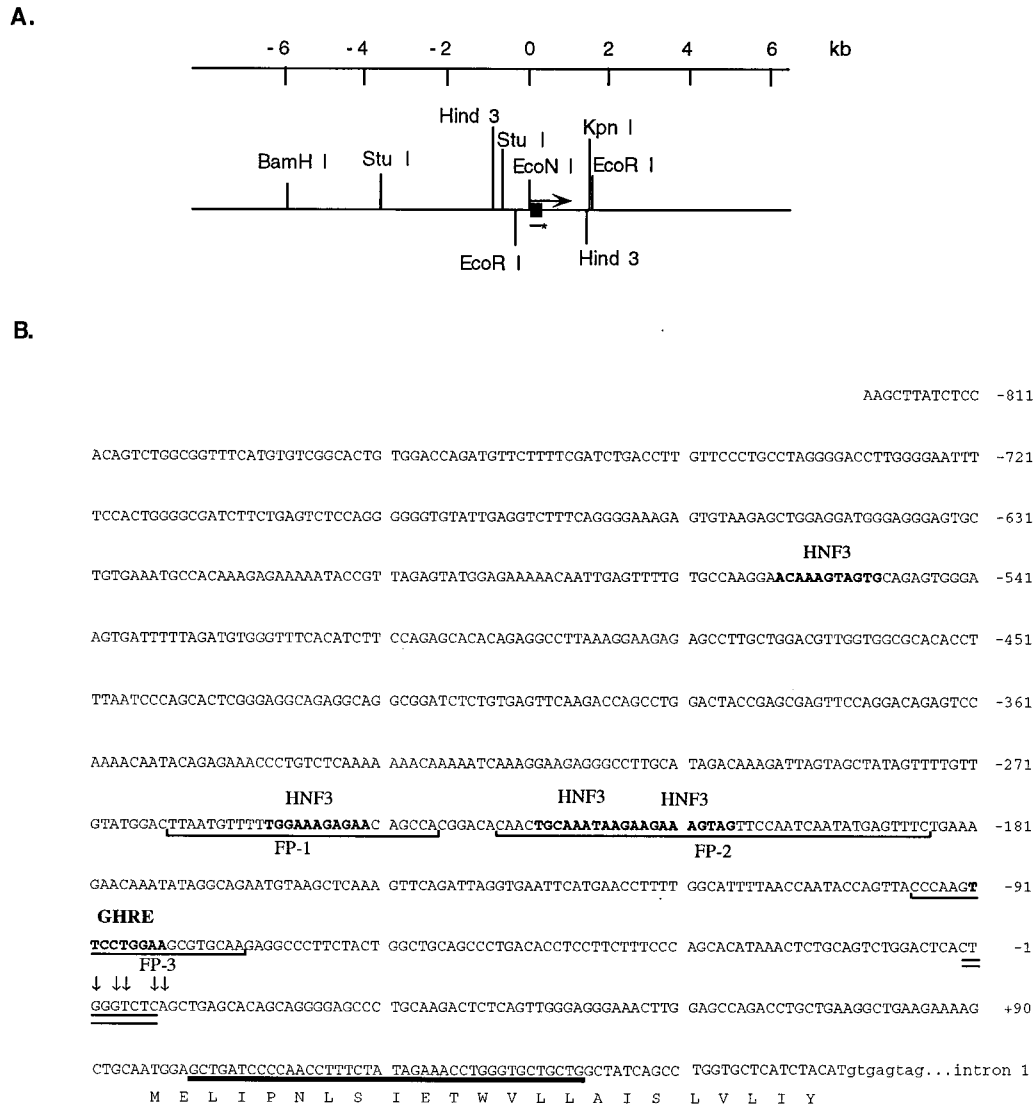 A.
-6 -4 -2 0 2 4 6 kb
Hind 3
Kpn I
Stu I
BamH I
Stu I
EcoN I
EcoR I
*
EcoR I
Hind 3
B.
AAGCTTATCTCC -811
ACAGTCTGGCGGTTTCATGTGTCGGCACTG TGGACCAGATGTTCTTTTCGATCTGACCTT GTTCCCTGCCTAGGGGACCTTGGGGAATTT -721
TCCACTGGGGCGATCTTCTGAGTCTCCAGG GGGGTGTATTGAGGTCTTTCAGGGGAAAGA GTGTAAGAGCTGGAGGATGGGAGGGAGTGC -631
HNF3
TGTGAAATGCCACAAAGAGAAAAATACCGT TAGAGTATGGAGAAAAACAATTGAGTTTTG TGCCAAGGAACAAAGTAGTGCAGAGTGGGA -541
AGTGATTTTTAGATGTGGGTTTCACATCTT CCAGAGCACACAGAGGCCTTAAAGGAAGAG AGCCTTGCTGGACGTTGGTGGCGCACACCT -451
TTAATCCCAGCACTCGGGAGGCAGAGGCAG GCGGATCTCTGTGAGTTCAAGACCAGCCTG GACTACCGAGCGAGTTCCAGGACAGAGTCC -361
AAAACAATACAGAGAAACCCTGTCTCAAAA AAACAAAAATCAAAGGAAGAGGGCCTTGCA TAGACAAAGATTAGTAGCTATAGTTTTGTT -271
HNF3 HNF3 HNF3
GTATGGACTTAATGTTTTTGGAAAGAGAAC AGCCACGGACACAACTGCAAATAAGAAGAA AGTAGTTCCAATCAATATGAGTTTCTGAAA -181
FP-1 FP-2
GAACAAATATAGGCAGAATGTAAGCTCAAA GTTCAGATTAGGTGAATTCATGAACCTTTT GGCATTTTAACCAATACCAGTTACCCAAGT -91
GHRE
TCCTGGAAGCGTGCAAGAGGCCCTTCTACT GGCTGCAGCCCTGACACCTCCTTCTTTCCC AGCACATAAACTCTGCAGTCTGGACTCACT -1
FP-3
↓ ↓↓ ↓↓
GGGTCTCAGCTGAGCACAGCAGGGGAGCCC TGCAAGACTCTCAGTTGGGAGGGAAACTTG GAGCCAGACCTGCTGAAGGCTGAAGAAAAG +90
CTGCAATGGAGCTGATCCCCAACCTTTCTA TAGAAACCTGGGTGCTGCTGGCTATCAGCC TGGTGCTCATCTACATgtgagtag...intron 1
M E L I P N L S I E T W V L L A I S L V L I Y